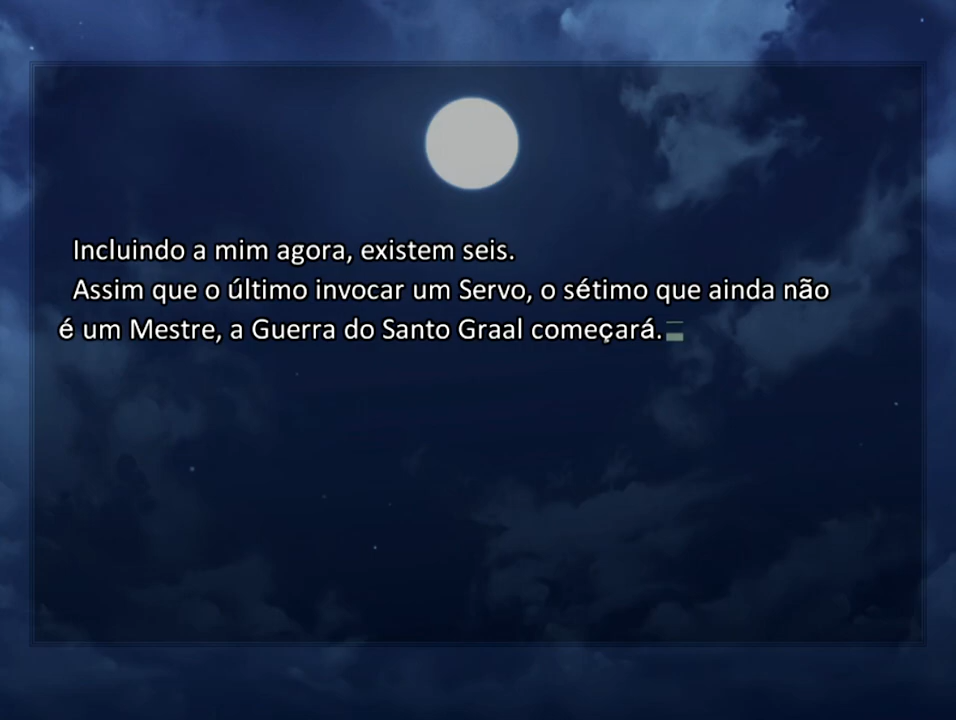 Incluindo a mim agora, existem seis.
Assim que o último invocar um Servo, o sétimo que ainda não
é um Mestre, a Guerra do Santo Graal começará.